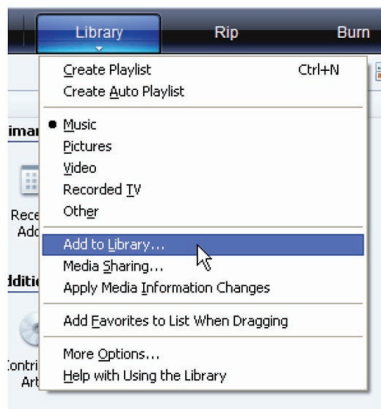 Library Rip Burn
Create Playlist Ctrl+N
Create Auto Playlist
Music
Pictures
Video
Recorded TV
Other
Add to Library...
Media Sharing...
Apply Media Information Changes
Add Favorites to List When Dragging
More Options...
Help with Using the Library